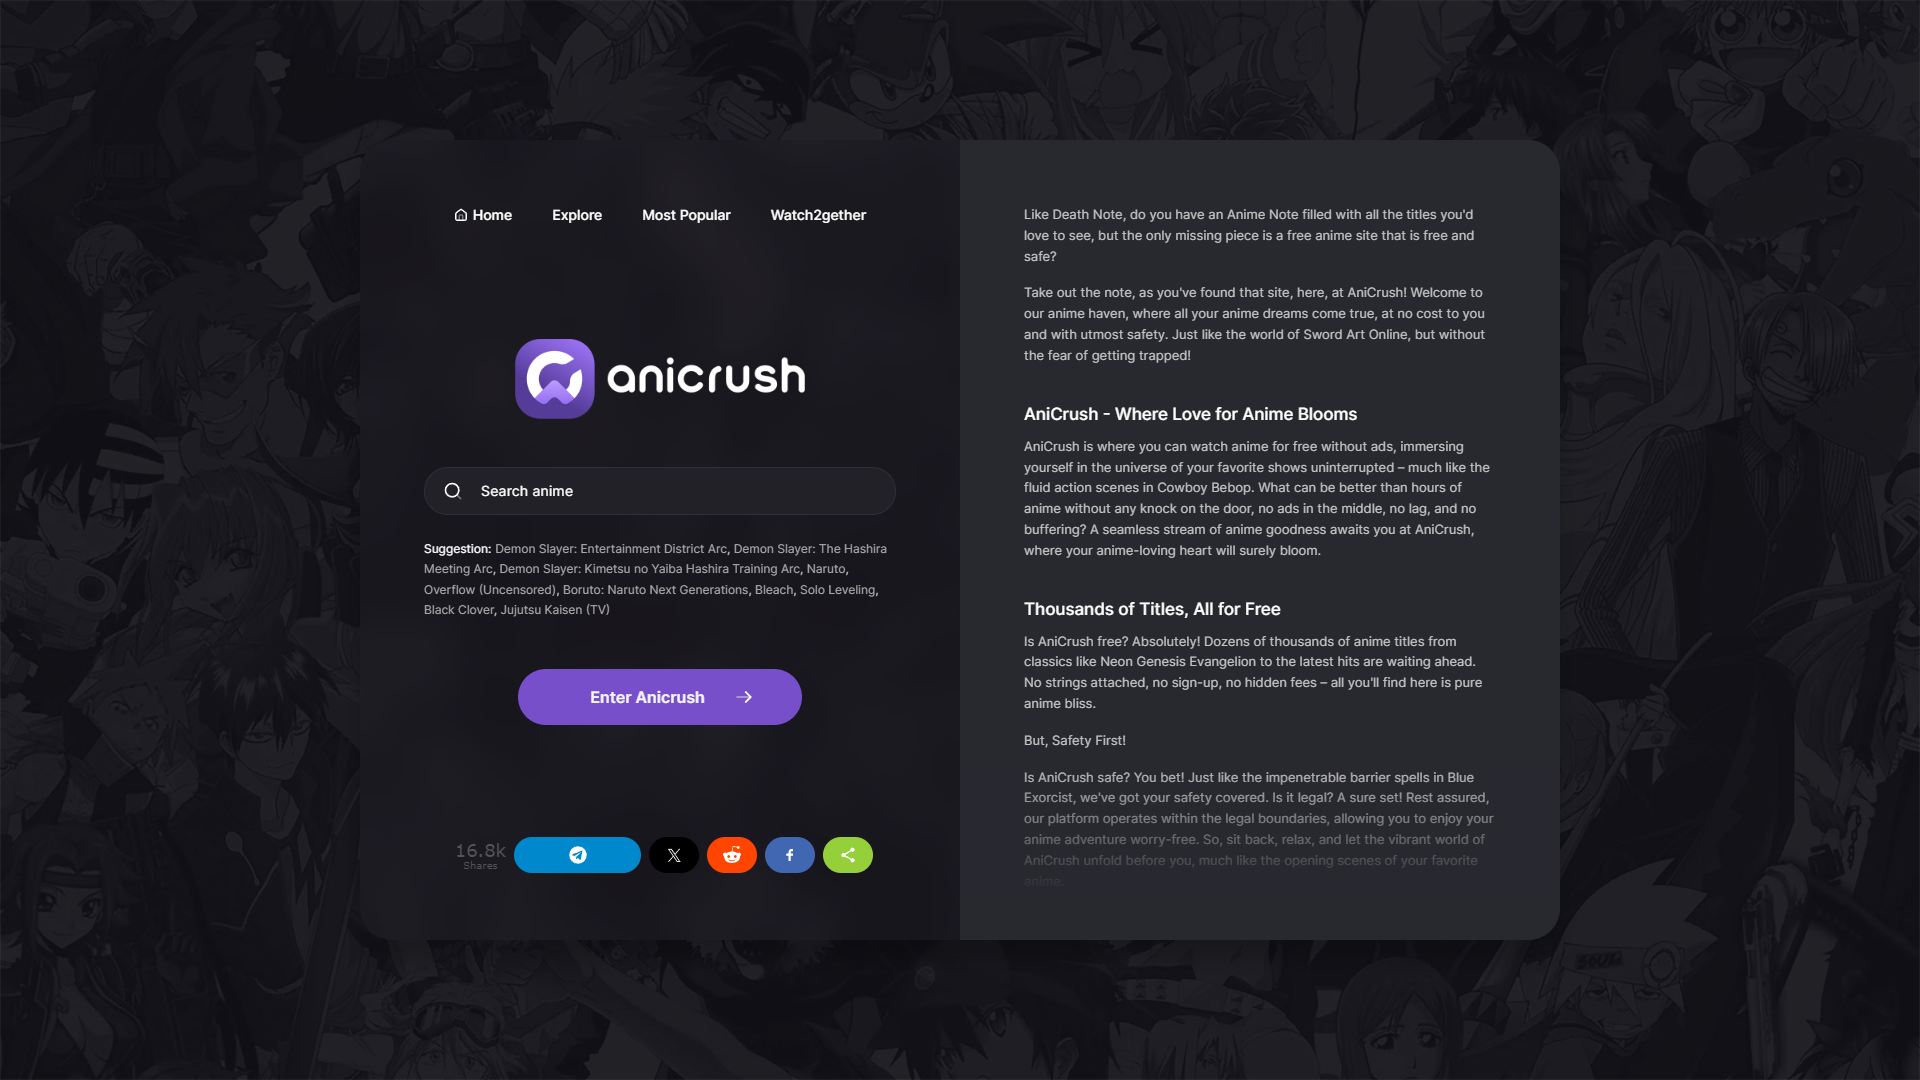 Home
Explore
Most Popular
Watch2gether
anicrush
Search anime
Suggestion: Demon Slayer: Entertainment District Arc, Demon Slayer: The Hashira
Meeting Arc, Demon Slayer: Kimetsu no Yaiba Hashira Training Arc, Naruto,
Overflow (Uncensored), Boruto: Naruto Next Generations, Bleach, Solo Leveling,
Black Clover, Jujutsu Kaisen (TV)
Enter Anicrush
16.8k
Shares
Like Death Note, do you have an Anime Note filled with all the titles you'd
love to see, but the only missing piece is a free anime site that is free and
safe?
Take out the note, as you've found that site, here, at AniCrush! Welcome to
our anime haven, where all your anime dreams come true, at no cost to you
and with utmost safety. Just like the world of Sword Art Online, but without
the fear of getting trapped!
AniCrush - Where Love for Anime Blooms
AniCrush is where you can watch anime for free without ads, immersing
yourself in the universe of your favorite shows uninterrupted – much like the
fluid action scenes in Cowboy Bebop. What can be better than hours of
anime without any knock on the door, no ads in the middle, no lag, and no
buffering? A seamless stream of anime goodness awaits you at AniCrush,
where your anime-loving heart will surely bloom.
Thousands of Titles, All for Free
Is AniCrush free? Absolutely! Dozens of thousands of anime titles from
classics like Neon Genesis Evangelion to the latest hits are waiting ahead.
No strings attached, no sign-up, no hidden fees – all you'll find here is pure
anime bliss.
But, Safety First!
Is AniCrush safe? You bet! Just like the impenetrable barrier spells in Blue
Exorcist, we've got your safety covered. Is it legal? A sure set! Rest assured,
our platform operates within the legal boundaries, allowing you to enjoy your
anime adventure worry-free. So, sit back, relax, and let the vibrant world of
AniCrush unfold before you, much like the opening scenes of your favorite
anime.